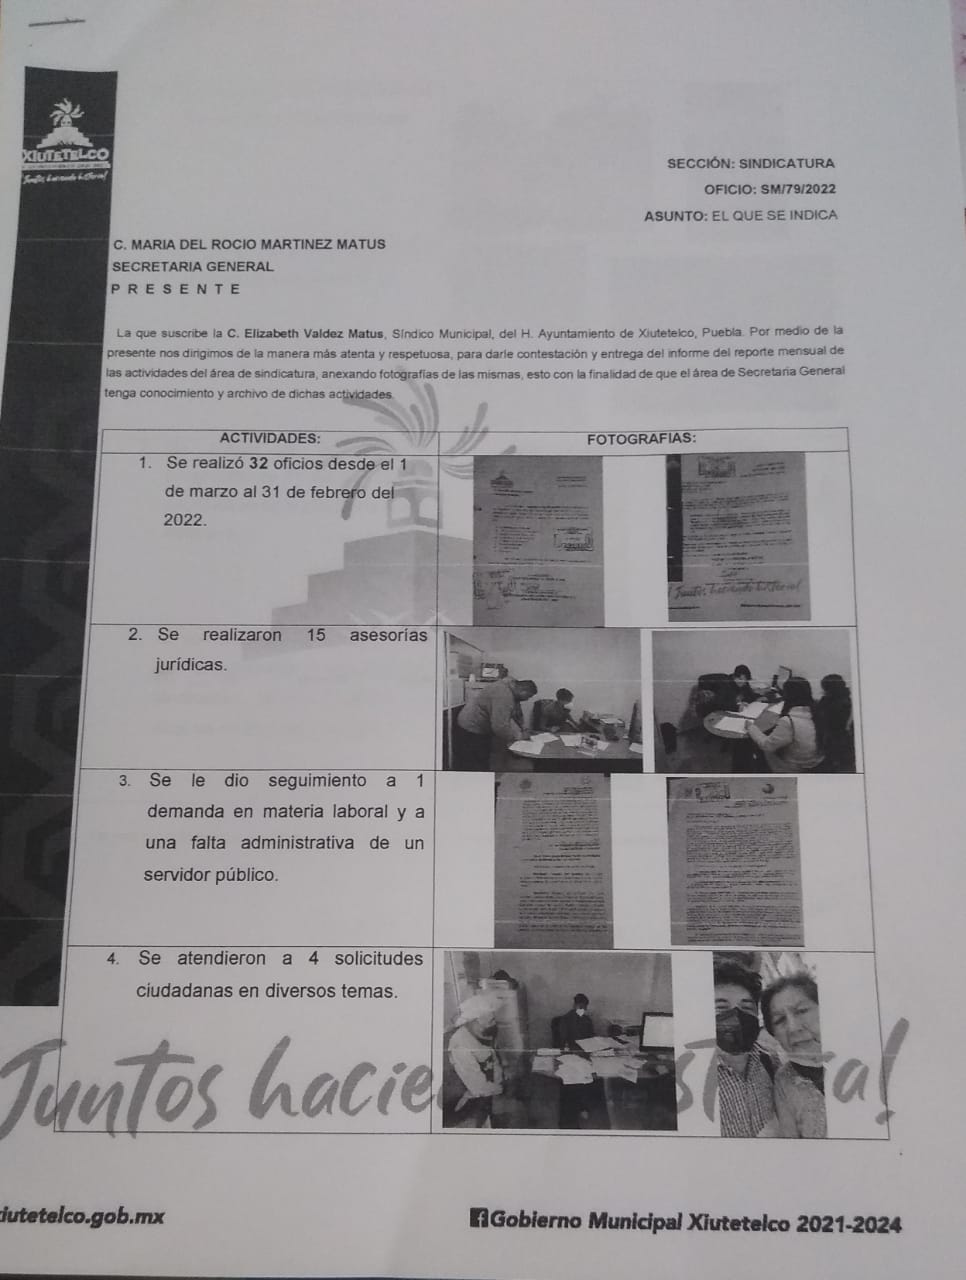 XIUTETELCO
Juntos, haciendo historia!
SECCIÓN: SINDICATURA
OFICIO: SM/79/2022
ASUNTO: EL QUE SE INDICA
C. MARIA DEL ROCIO MARTINEZ MATUS
SECRETARIA GENERAL
P R E S E N T E
La que suscribe la C. Elizabeth Valdez Matus, Síndico Municipal, del H. Ayuntamiento de Xiutetelco, Puebla. Por medio de la
presente nos dirigimos de la manera más atenta y respetuosa, para darle contestación y entrega del informe del reporte mensual de
las actividades del área de sindicatura, anexando fotografías de las mismas, esto con la finalidad de que el área de Secretaria General
tenga conocimiento y archivo de dichas actividades.
ACTIVIDADES:
FOTOGRAFIAS:
1. Se realizó 32 oficios desde el 1
de marzo al 31 de febrero del
2022.
Juntos, haciendo historia!
2. Se realizaron 15 asesorías
jurídicas.
3. Se le dio seguimiento a 1
demanda en materia laboral y a
una falta administrativa de un
servidor público.
4. Se atendieron a 4 solicitudes
ciudadanas en diversos temas.
Juntos hacie
a!
iutetelco.gob.mx
Gobierno Municipal Xiutetelco 2021-2024